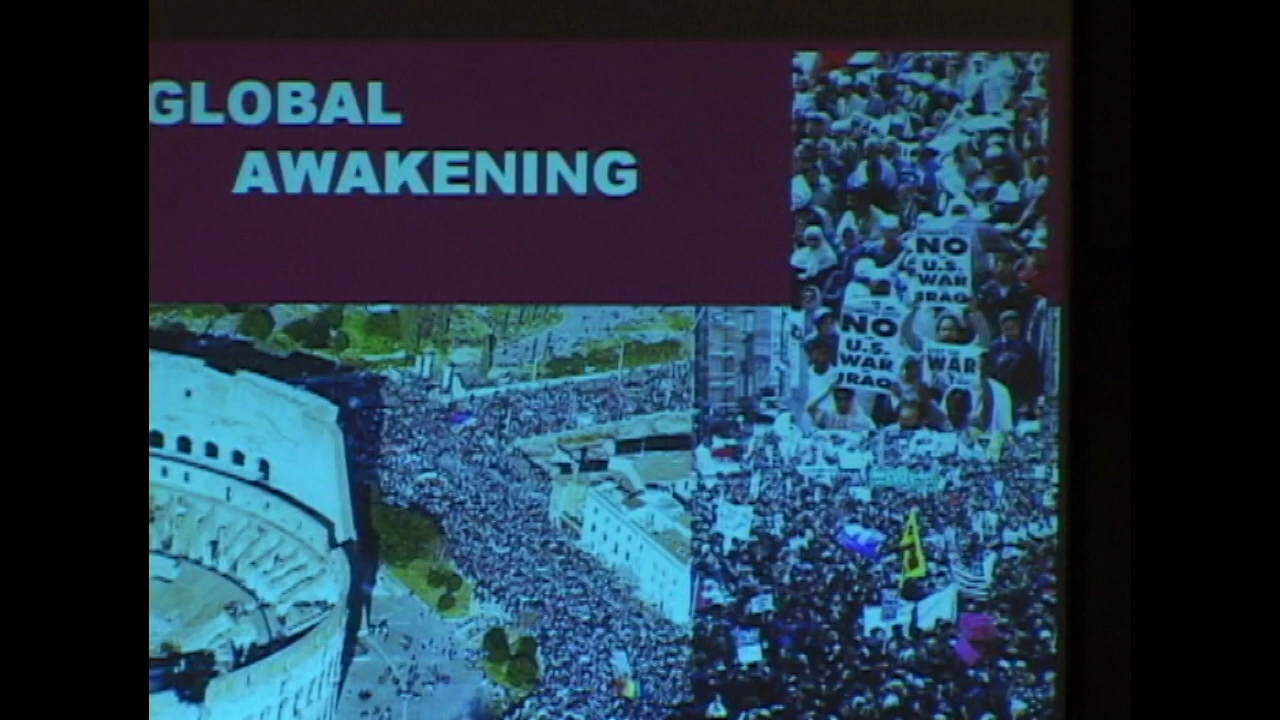 GLOBAL
AWAKENING
NO
U.S.
WAR
IRAQ
NO
U.S.
WAR
IRAQ
WAR